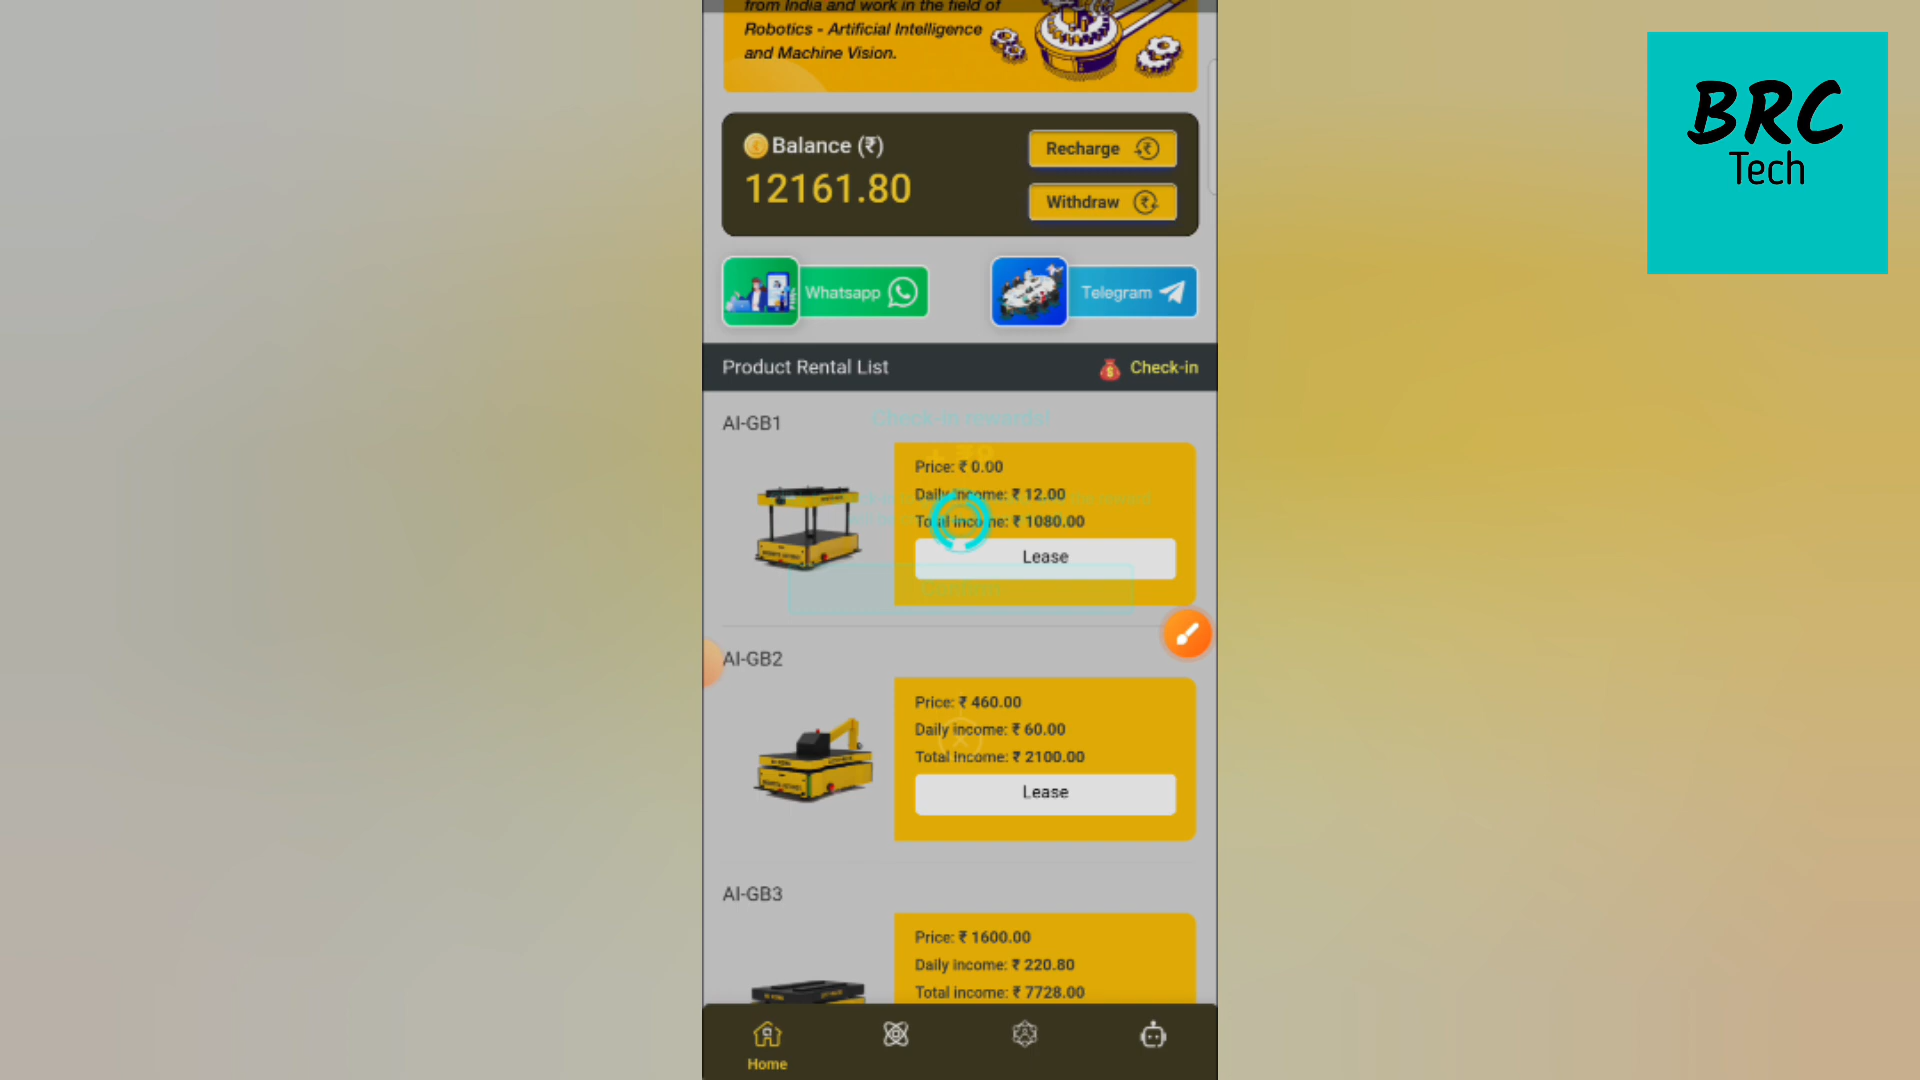 from India and work in the field of
Robotics - Artificial Intelligence
and Machine Vision.
BRC
Tech
Balance (₹)
12161.80
Recharge
Withdraw
Whatsapp
Telegram
Product Rental List
Check-in
AI-GB1
Check-in rewards!
Price: ₹ 0.00
Daily income: ₹ 12.00
Total income: ₹ 1080.00
Lease
AI-GB2
Price: ₹ 460.00
Daily income: ₹ 60.00
Total income: ₹ 2100.00
Lease
AI-GB3
Price: ₹ 1600.00
Daily income: ₹ 220.80
Total income: ₹ 7728.00
Home